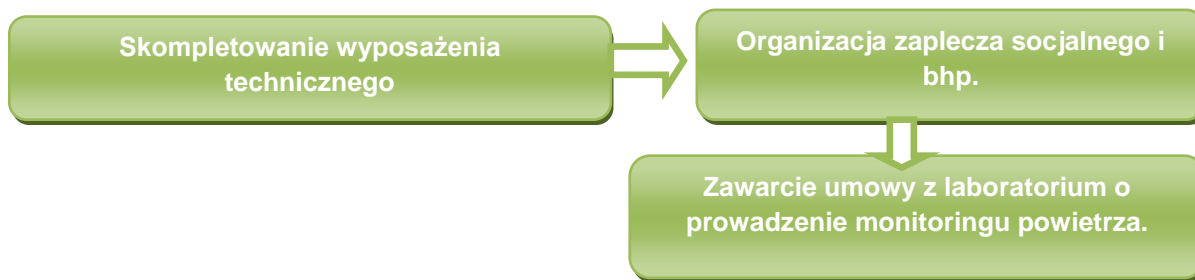 Skompletowanie wyposażenia
technicznego
Organizacja zaplecza socjalnego i
bhp.
Zawarcie umowy z laboratorium o
prowadzenie monitoringu powietrza.